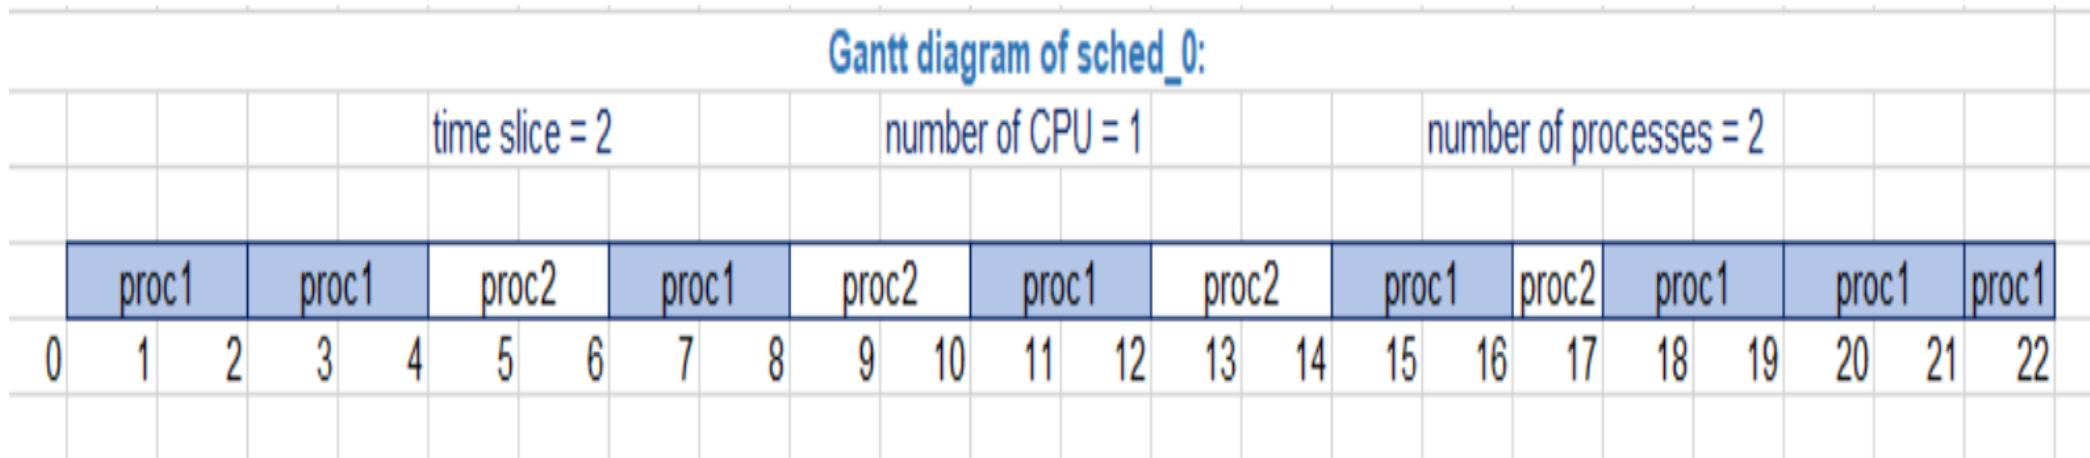 Gantt diagram of sched_0:
time slice = 2 number of CPU = 1 number of processes = 2
proc1 proc1 proc2 proc1 proc2 proc1 proc2 proc1 proc2 proc1 proc1 proc1
0 1 2 3 4 5 6 7 8 9 10 11 12 13 14 15 16 17 18 19 20 21 22